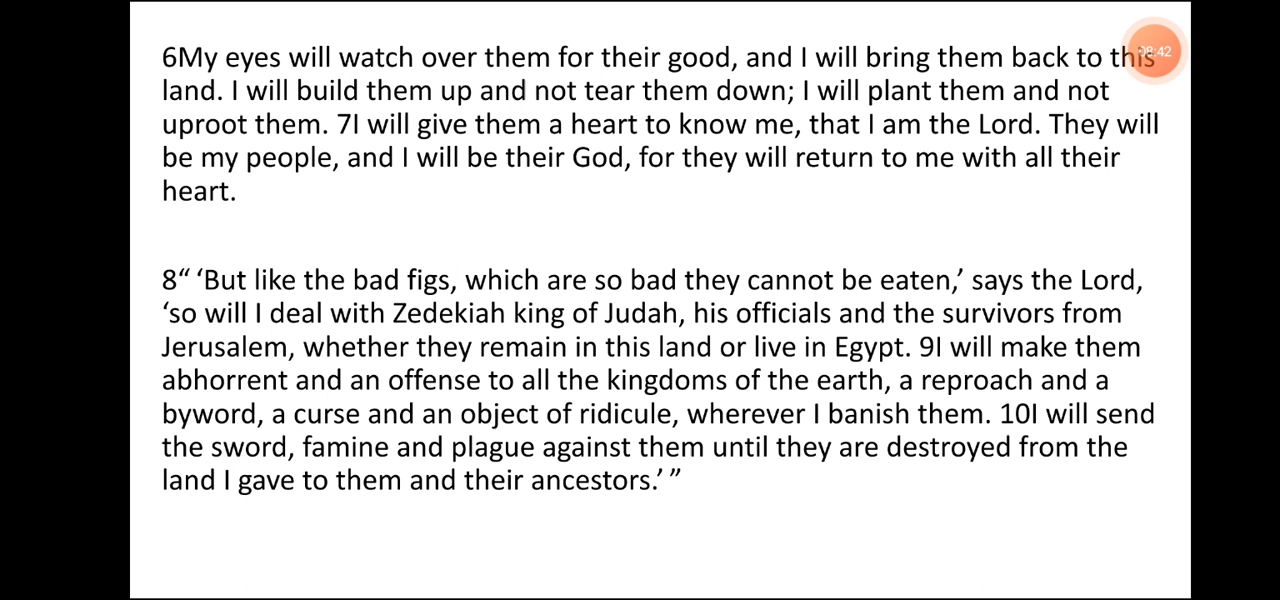 6My eyes will watch over them for their good, and I will bring them back to this
land. I will build them up and not tear them down; I will plant them and not
uproot them. 7I will give them a heart to know me, that I am the Lord. They will
be my people, and I will be their God, for they will return to me with all their
heart.
8“ ‘But like the bad figs, which are so bad they cannot be eaten,’ says the Lord,
‘so will I deal with Zedekiah king of Judah, his officials and the survivors from
Jerusalem, whether they remain in this land or live in Egypt. 9I will make them
abhorrent and an offense to all the kingdoms of the earth, a reproach and a
byword, a curse and an object of ridicule, wherever I banish them. 10I will send
the sword, famine and plague against them until they are destroyed from the
land I gave to them and their ancestors.’ ”